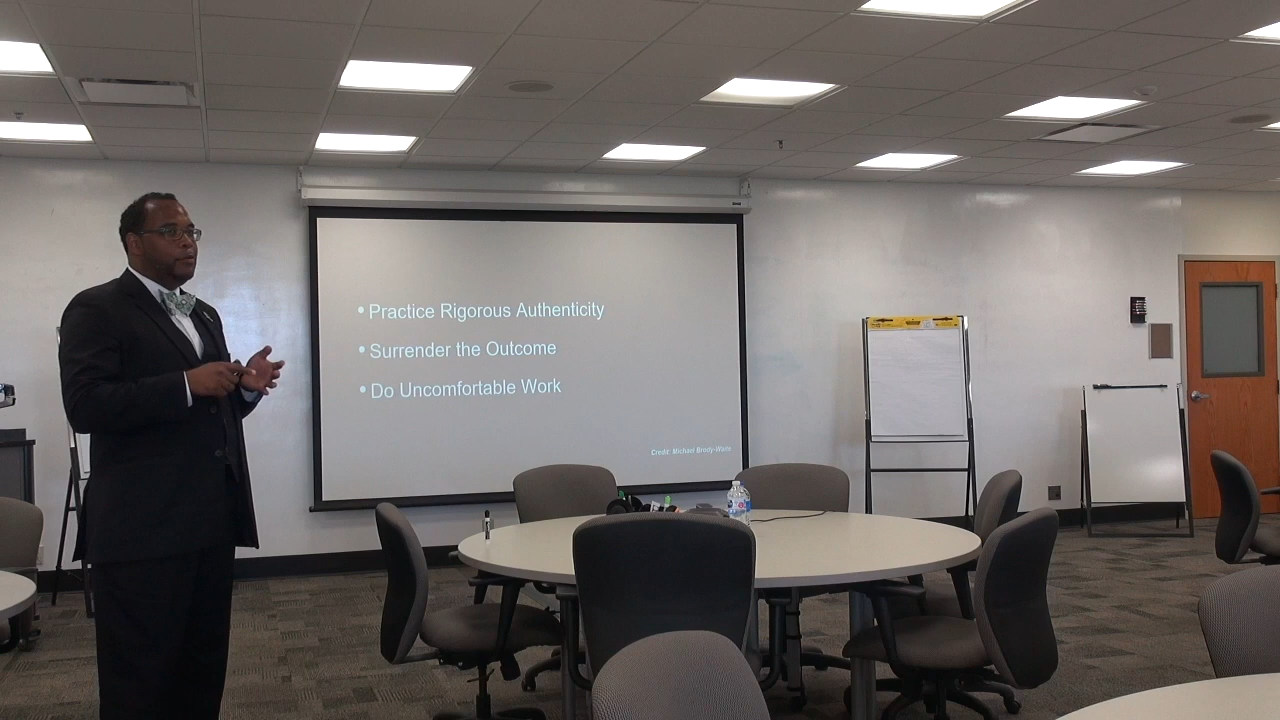 • Practice Rigorous Authenticity
• Surrender the Outcome
• Do Uncomfortable Work
Credit: Michael Brody-Waite